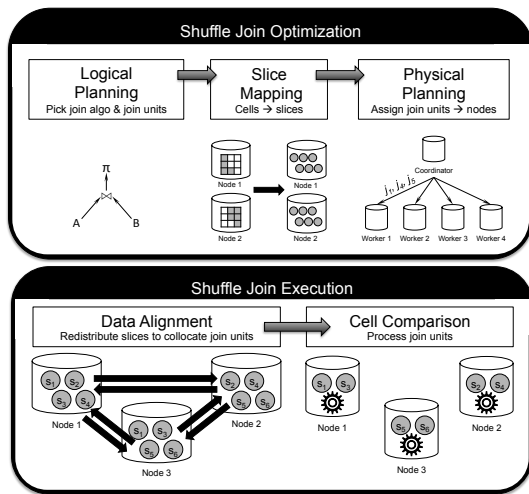 Shuffle Join Optimization
Logical Planning
Pick join algo & join units
Slice Mapping
Cells → slices
Physical Planning
Assign join units → nodes
π
⋈
A
B
Node 1
Node 2
Node 1
Node 2
Coordinator
j₁, j₄, j₅
Worker 1
Worker 2
Worker 3
Worker 4
Shuffle Join Execution
Data Alignment
Redistribute slices to collocate join units
Cell Comparison
Process join units
S₁ S₂
S₃ S₄
Node 1
S₂ S₄
S₅ S₆
Node 2
S₁ S₃
S₅ S₆
Node 3
S₁ S₃
Node 1
S₅ S₆
Node 3
S₂ S₄
Node 2